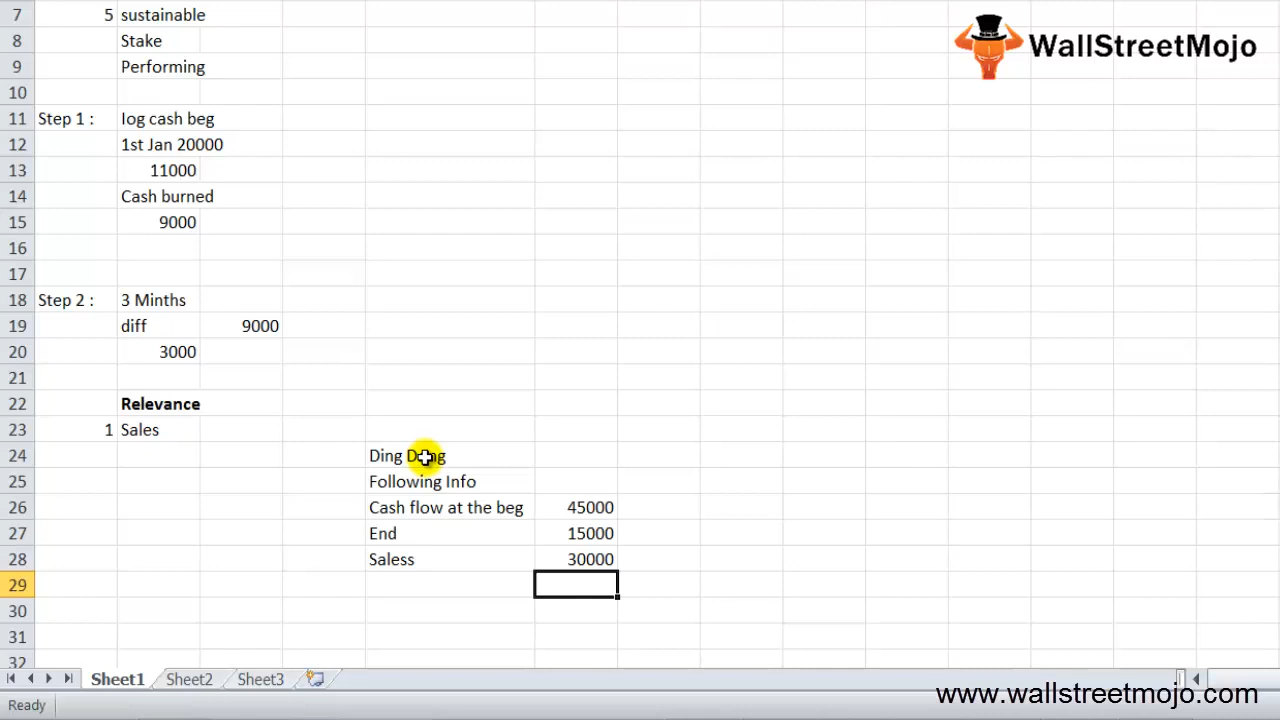 WallStreetMojo
7 5 sustainable
8 Stake
9 Performing
10
11 Step 1 : log cash beg
12 1st Jan 20000
13 11000
14 Cash burned
15 9000
16
17
18 Step 2 : 3 Minths
19 diff 9000
20 3000
21
22 Relevance
23 1 Sales
24 Ding Dong
25 Following Info
26 Cash flow at the beg 45000
27 End 15000
28 Saless 30000
29
30
31
32
Sheet1 Sheet2 Sheet3
www.wallstreetmojo.com
Ready